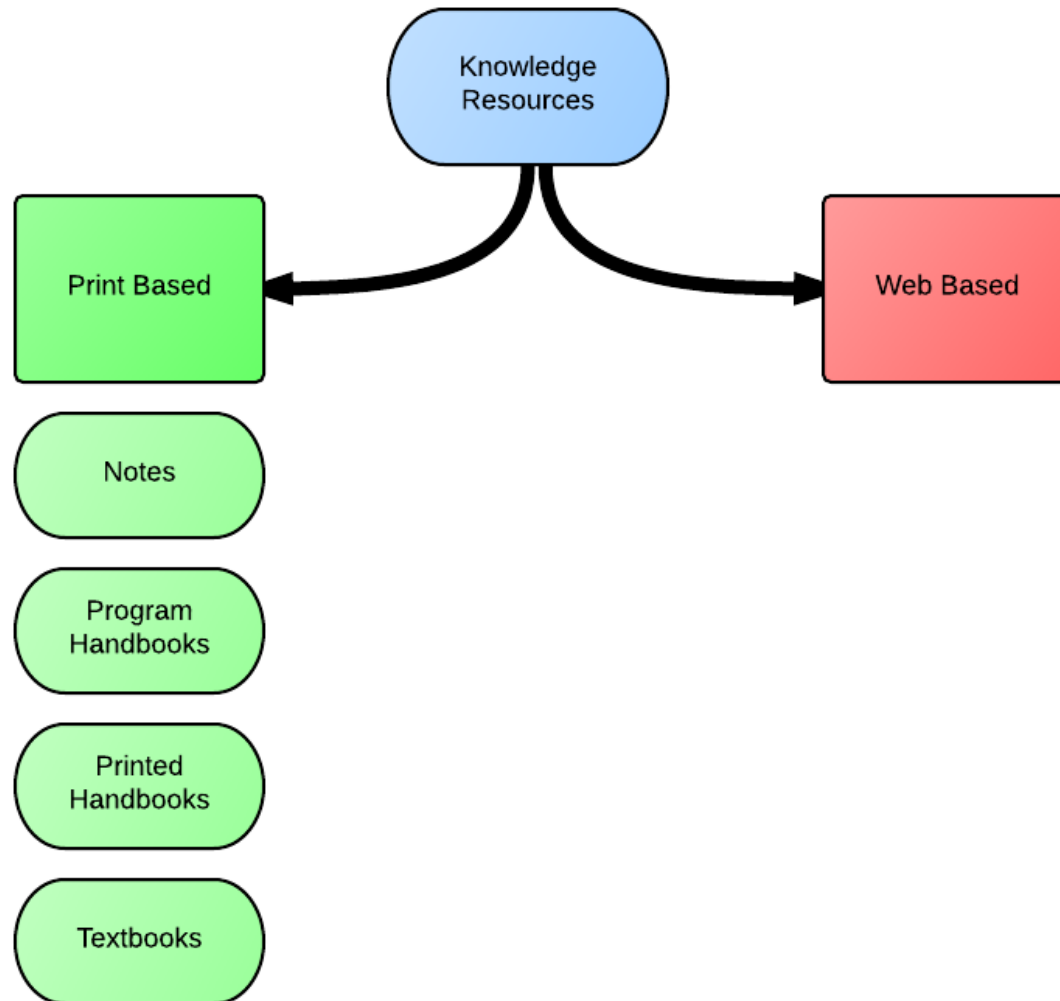 Knowledge
Resources
Print Based
Web Based
Notes
Program
Handbooks
Printed
Handbooks
Textbooks